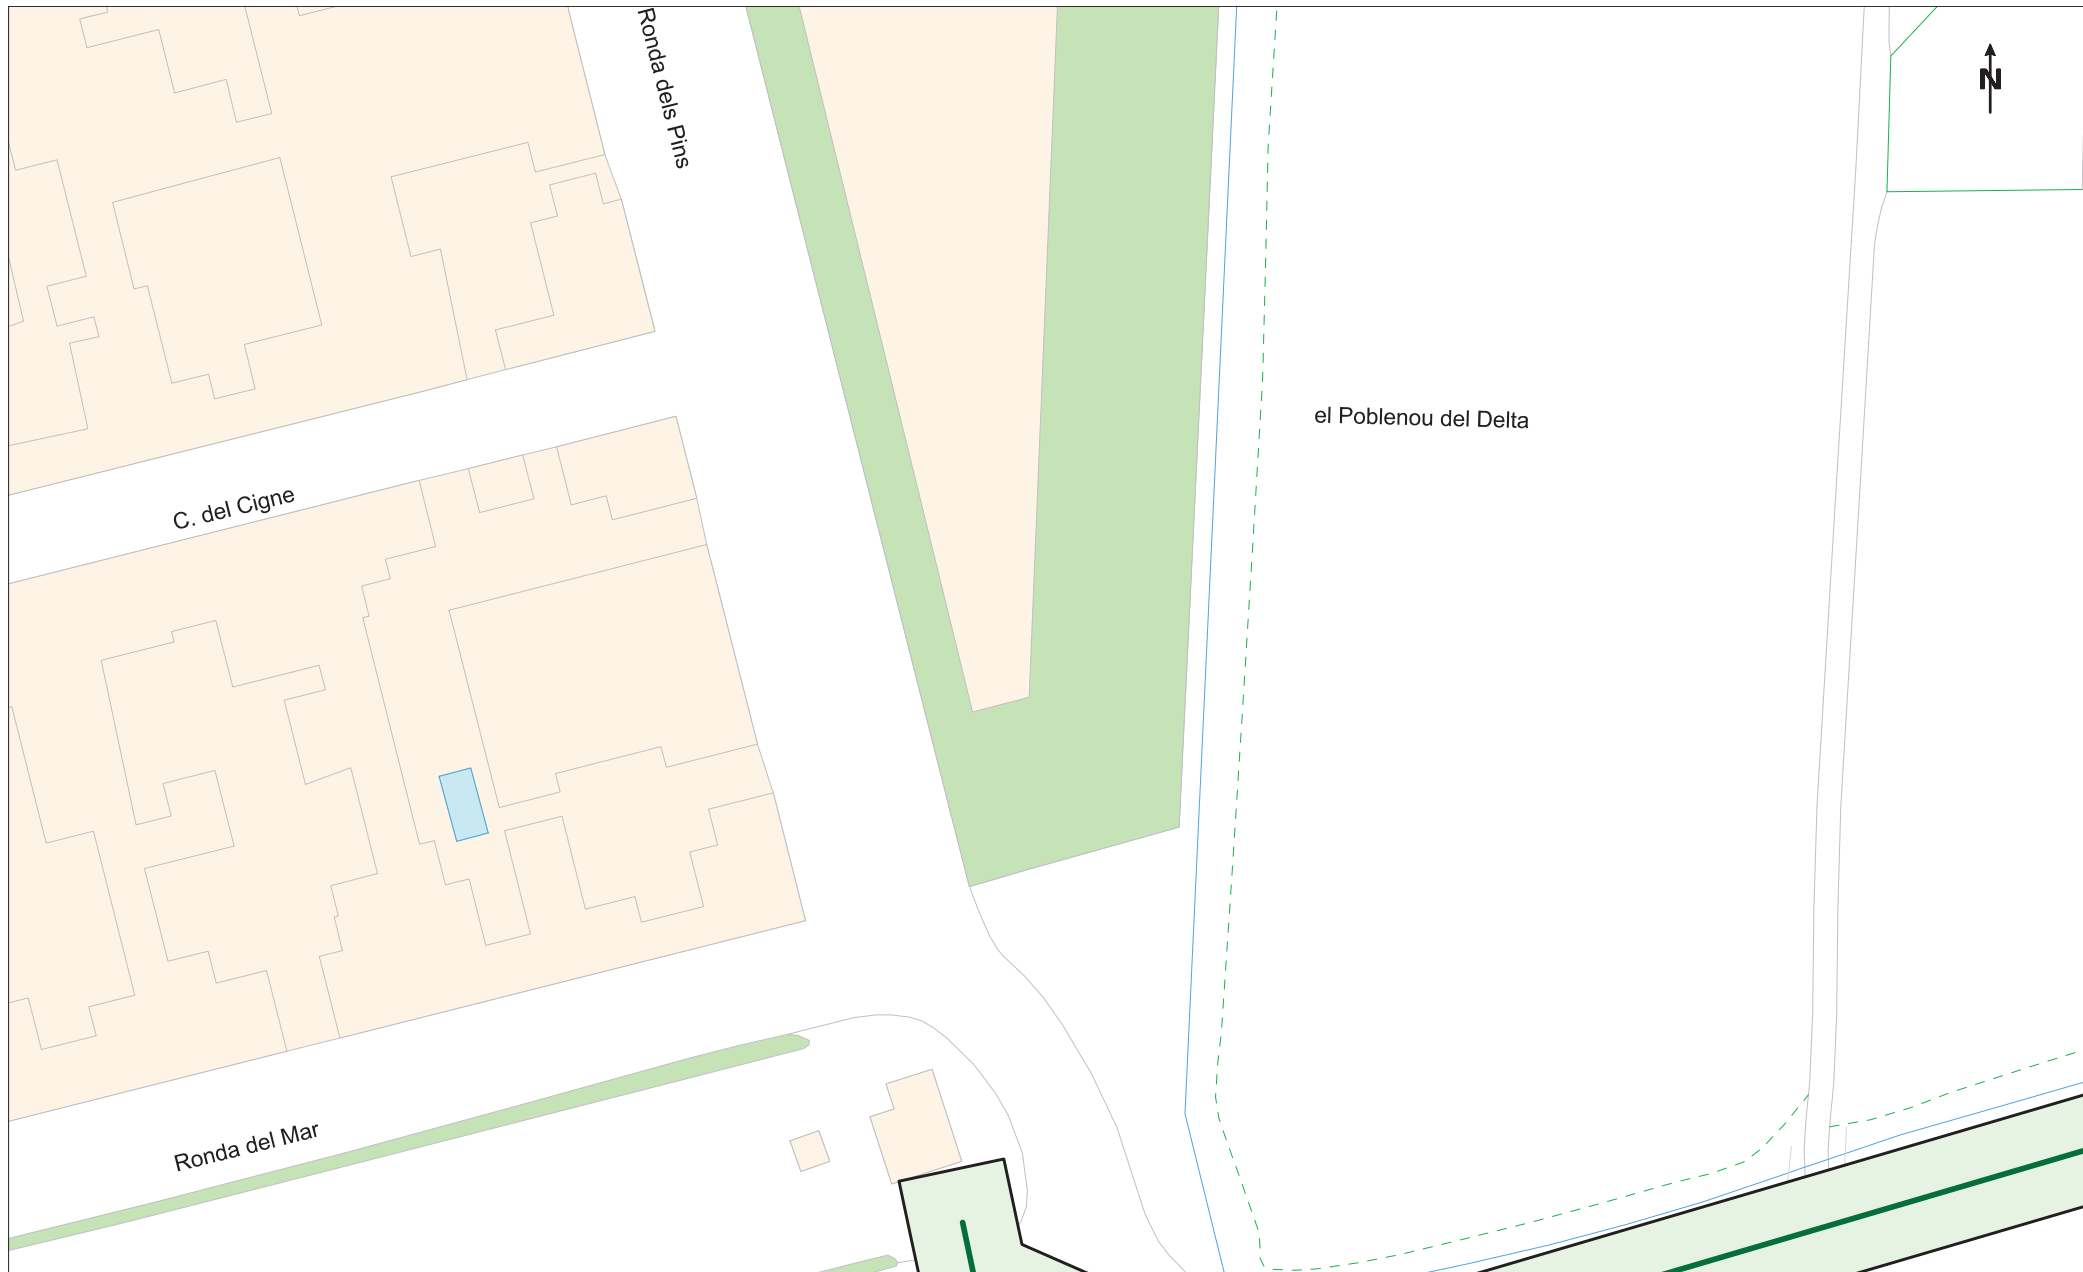 Ronda dels Pins
N
el Poblenou del Delta
C. del Cigne
Ronda del Mar